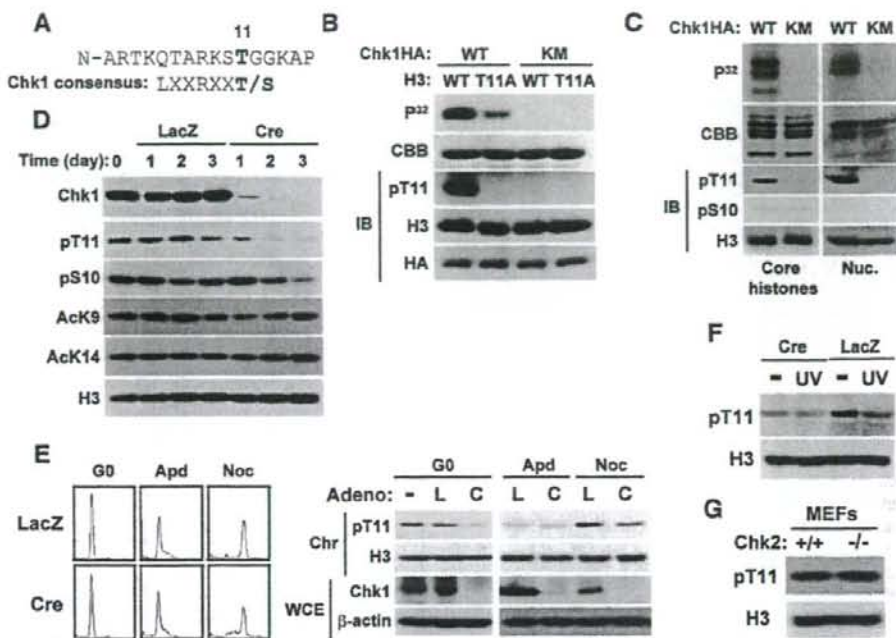 A
11
N-ARTKQTARKSTGGKAP
Chk1 consensus: LXXRXXT/S
B
Chk1HA: WT KM
H3: WT T11A WT T11A
P32
CBB
IB
pT11
H3
HA
C
Chk1HA: WT KM WT KM
P32
CBB
IB
pT11
pS10
H3
Core histones
Nuc.
D
LacZ Cre
Time (day): 0 1 2 3 1 2 3
Chk1
pT11
pS10
AcK9
AcK14
H3
E
G0 Apd Noc
LacZ
Cre
G0 Apd Noc
Adeno: - L C L C L C
Chr
pT11
H3
WCE
Chk1
β-actin
F
Cre LacZ
- UV - UV
pT11
H3
G
MEFs
Chk2: +/+ -/-
pT11
H3